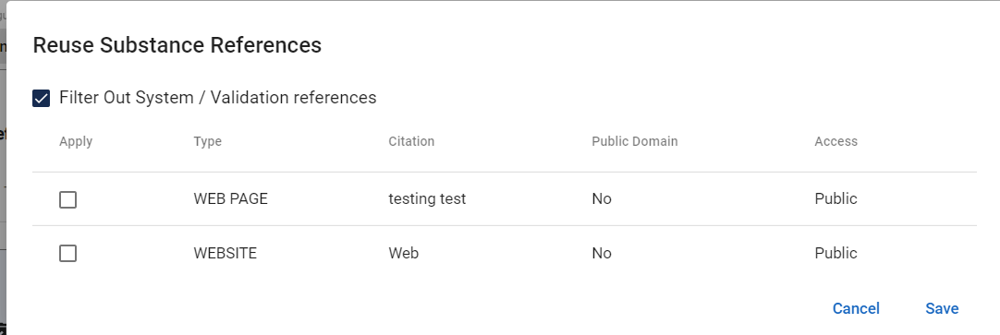 Reuse Substance References
Filter Out System / Validation references
Apply Type Citation Public Domain Access
WEB PAGE testing test No Public
WEBSITE Web No Public
Cancel Save